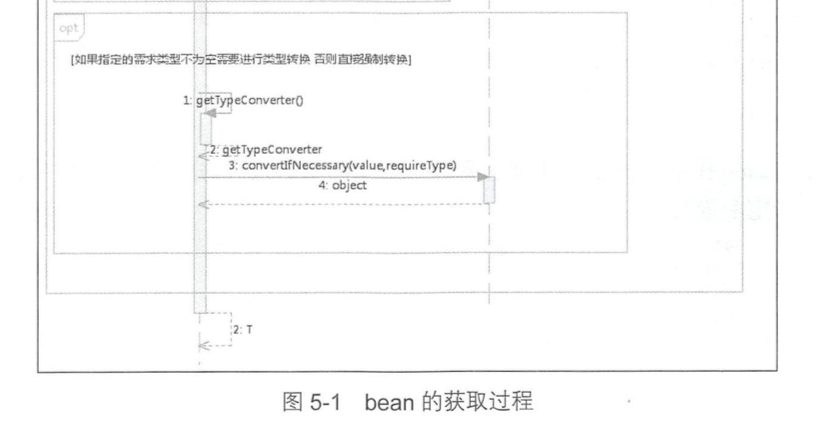 opt
[如果指定的需求类型不为空需要进行类型转换 否则直接强制转换]
1: getTypeConverter()
2: getTypeConverter
3: convertIfNecessary(value,requireType)
4: object
2: T
图 5-1 bean 的获取过程